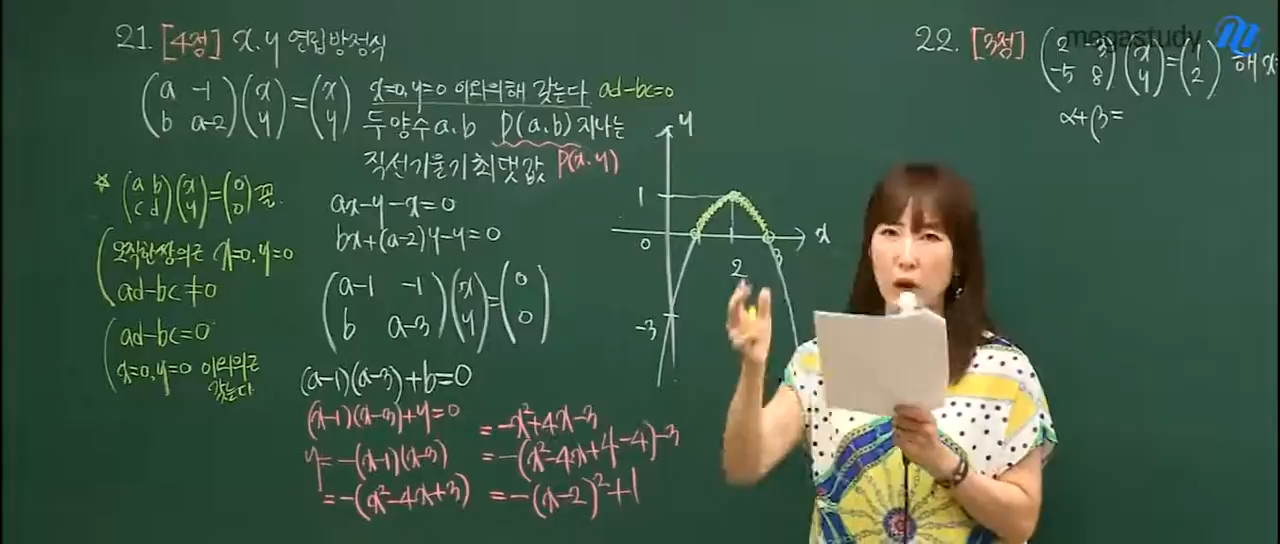 21. [4점] x, y 연립방정식
(a -1
b a-2)(x
y)=(x
y)
x=0, y=0 이외의해 갖는다 ad-bc=0
두 양수 a, b P(a, b) 지나는
직선기울기 최댓값 P(x, y)
☆ (a b
c d)(x
y)=(0
0)꼴.
오직한쌍의근 x=0, y=0
ad-bc≠0
ad-bc=0
x=0, y=0 이외의근
갖는다
ax-y-x=0
bx+(a-2)y-y=0
(a-1 -1
b a-3)(x
y)=(0
0)
(a-1)(a-3)+b=0
(x-1)(x-3)+y=0
y=-(x-1)(x-3)
=-(x²-4x+3)
=-x²+4x-3
=-(x²-4x+4-4)-3
=-(x-2)²+1
y
1
0
2
3
x
-3
22. [3점] (2 -3
-5 8)(x
y)=(1
2) 해 x=
α+β=
megastudy